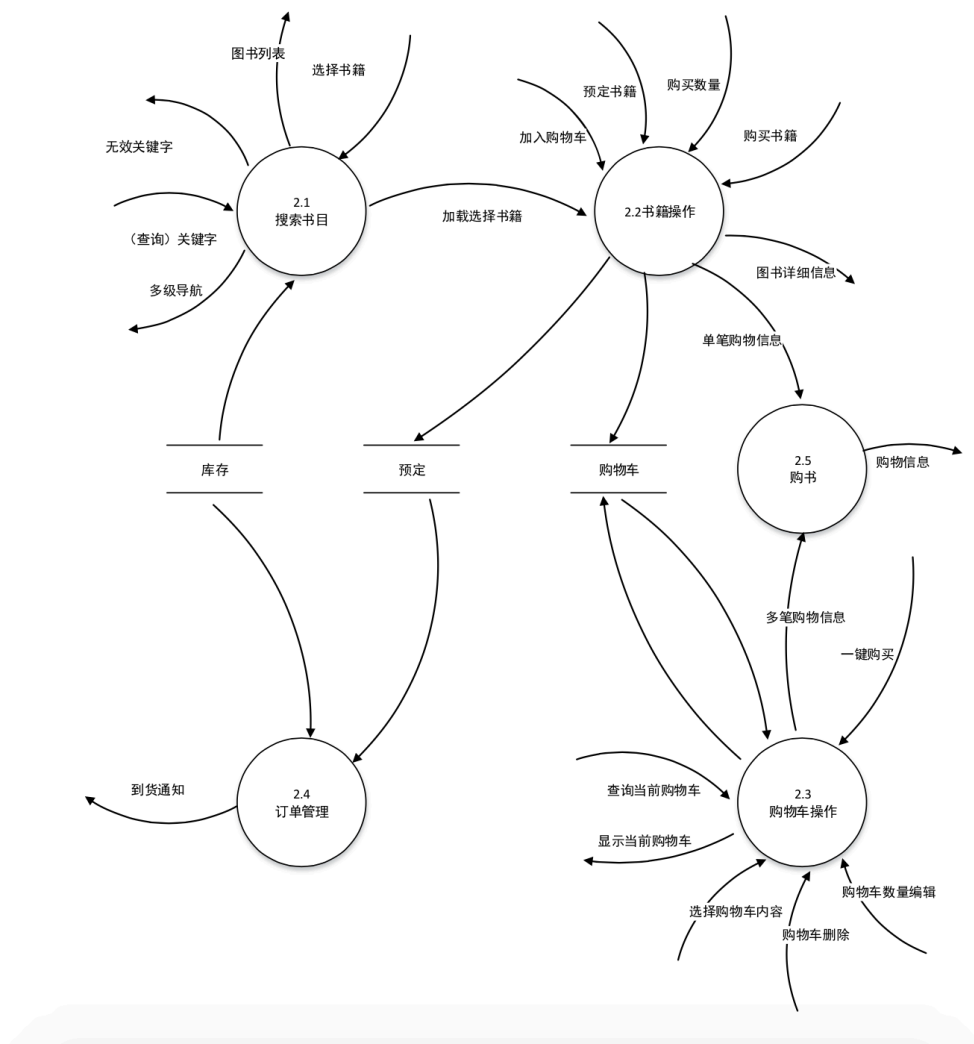 图书列表
选择书籍
无效关键字
2.1
搜索书目
（查询）关键字
多级导航
加载选择书籍
加入购物车
预定书籍
购买数量
购买书籍
2.2书籍操作
图书详细信息
单笔购物信息
库存
预定
购物车
2.5
购书
购物信息
多笔购物信息
一键购买
到货通知
2.4
订单管理
查询当前购物车
显示当前购物车
2.3
购物车操作
选择购物车内容
购物车删除
购物车数量编辑